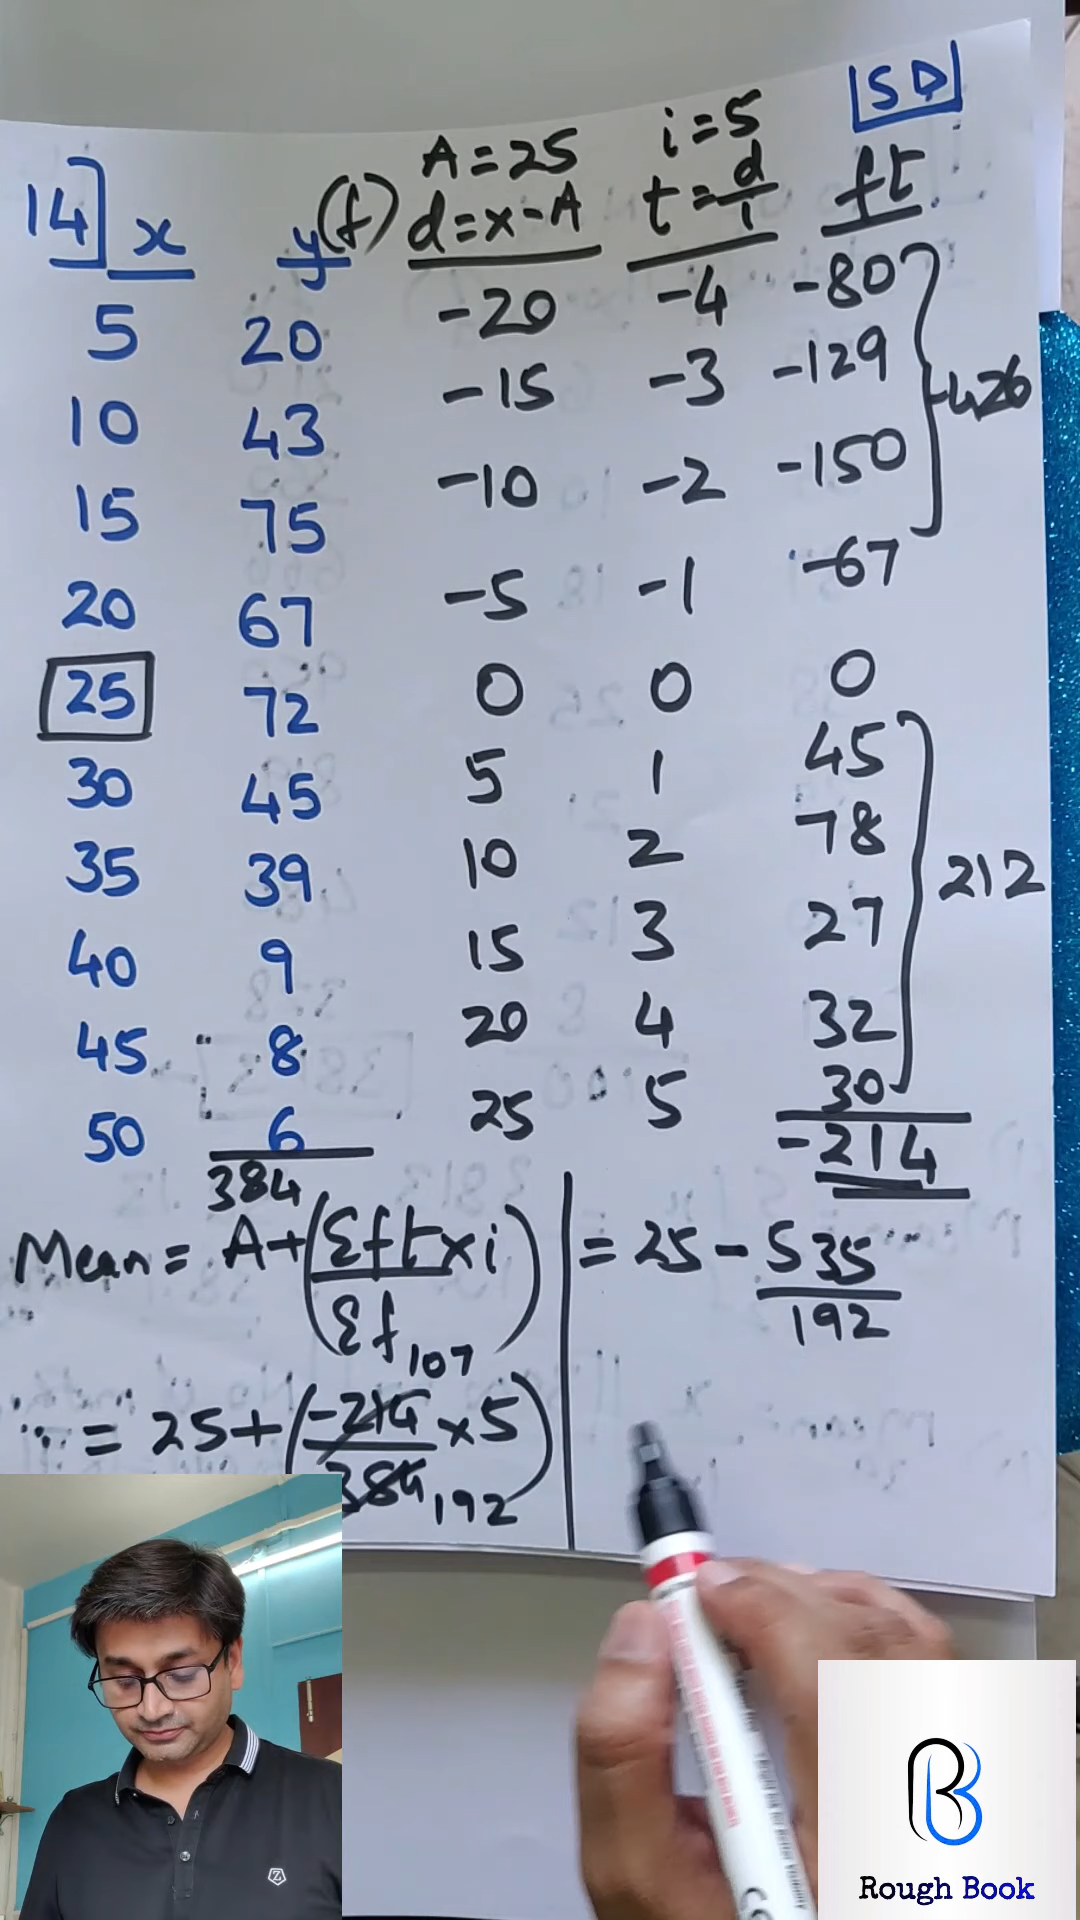 SD
A=25 i=5
14] x y(f) d=x-A t=d/i ft
5 20 -20 -4 -80
10 43 -15 -3 -129
-426
15 75 -10 -2 -150
20 67 -5 -1 -67
25 72 0 0 0
30 45 5 1 45
35 39 10 2 78
212
40 9 15 3 27
45 8 20 4 32
50 6 25 5 30
384 -214
Mean = A+(Σft/Σf × i)
= 25+(-214/384 × 5)
107
192
= 25 - 535/192
Rough Book